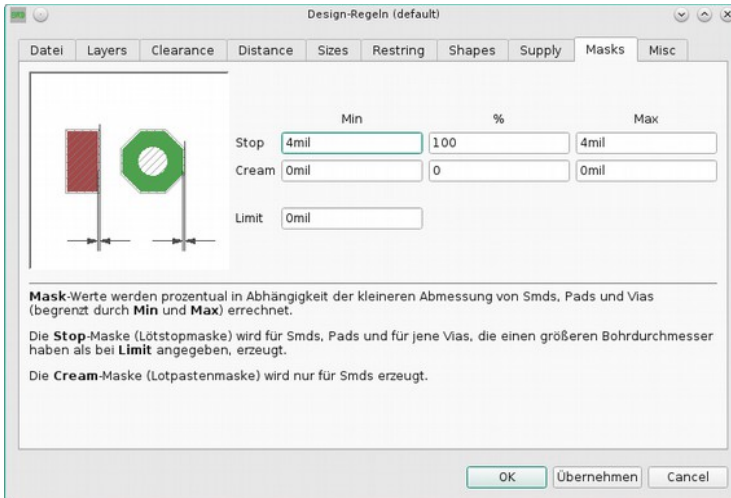 Design-Regeln (default)
Datei Layers Clearance Distance Sizes Restring Shapes Supply Masks Misc
Min % Max
Stop 4mil 100 4mil
Cream 0mil 0 0mil
Limit 0mil
Mask-Werte werden prozentual in Abhängigkeit der kleineren Abmessung von Smds, Pads und Vias
(begrenzt durch Min und Max) errechnet.
Die Stop-Maske (Lötstopmaske) wird für Smds, Pads und für jene Vias, die einen größeren Bohrdurchmesser
haben als bei Limit angegeben, erzeugt.
Die Cream-Maske (Lotpastenmaske) wird nur für Smds erzeugt.
OK Übernehmen Cancel